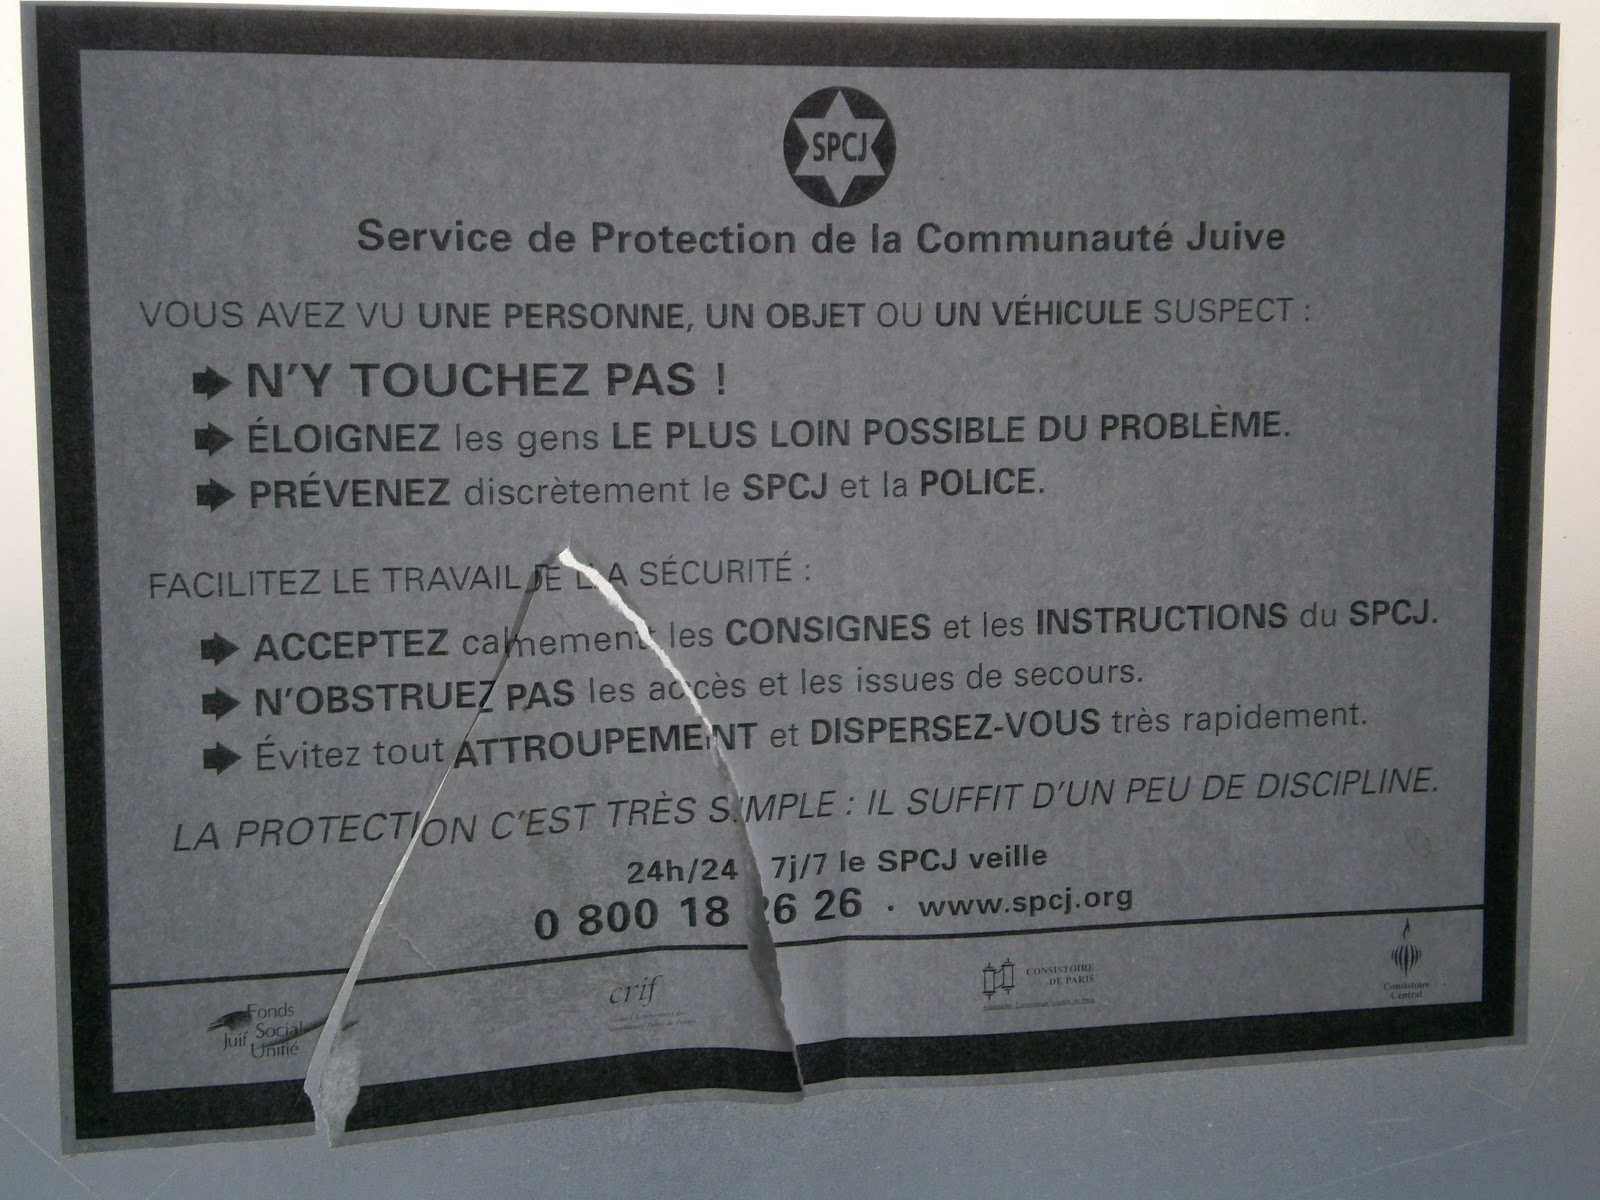 SPCJ
Service de Protection de la Communauté Juive
VOUS AVEZ VU UNE PERSONNE, UN OBJET OU UN VÉHICULE SUSPECT :
N'Y TOUCHEZ PAS !
ÉLOIGNEZ les gens LE PLUS LOIN POSSIBLE DU PROBLÈME.
PRÉVENEZ discrètement le SPCJ et la POLICE.
FACILITEZ LE TRAVAIL DE LA SÉCURITÉ :
ACCEPTEZ calmement les CONSIGNES et les INSTRUCTIONS du SPCJ.
N'OBSTRUEZ PAS les accès et les issues de secours.
Évitez tout ATTROUPEMENT et DISPERSEZ-VOUS très rapidement.
LA PROTECTION C'EST TRÈS SIMPLE : IL SUFFIT D'UN PEU DE DISCIPLINE.
24h/24 7j/7 le SPCJ veille
0 800 18 26 26 · www.spcj.org
Fonds
Social
Juif Unifié
crif
CONSISTOIRE
DE PARIS
Consistoire
Central